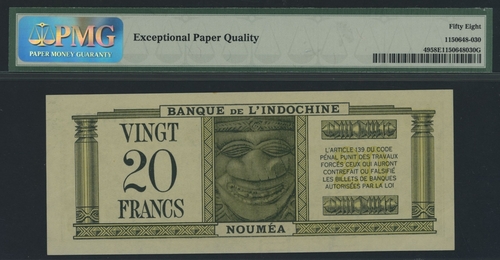 PMG
PAPER MONEY GUARANTY
Exceptional Paper Quality
Fifty Eight
1150648-030
4958E1150648030G
BANQUE DE L'INDOCHINE
VINGT
20
FRANCS
NOUMÉA
L'ARTICLE 139 DU CODE
PÉNAL PUNIT DES TRAVAUX
FORCÉS CEUX QUI AURONT
CONTREFAIT OU FALSIFIÉ
LES BILLETS DE BANQUES
AUTORISÉES PAR LA LOI